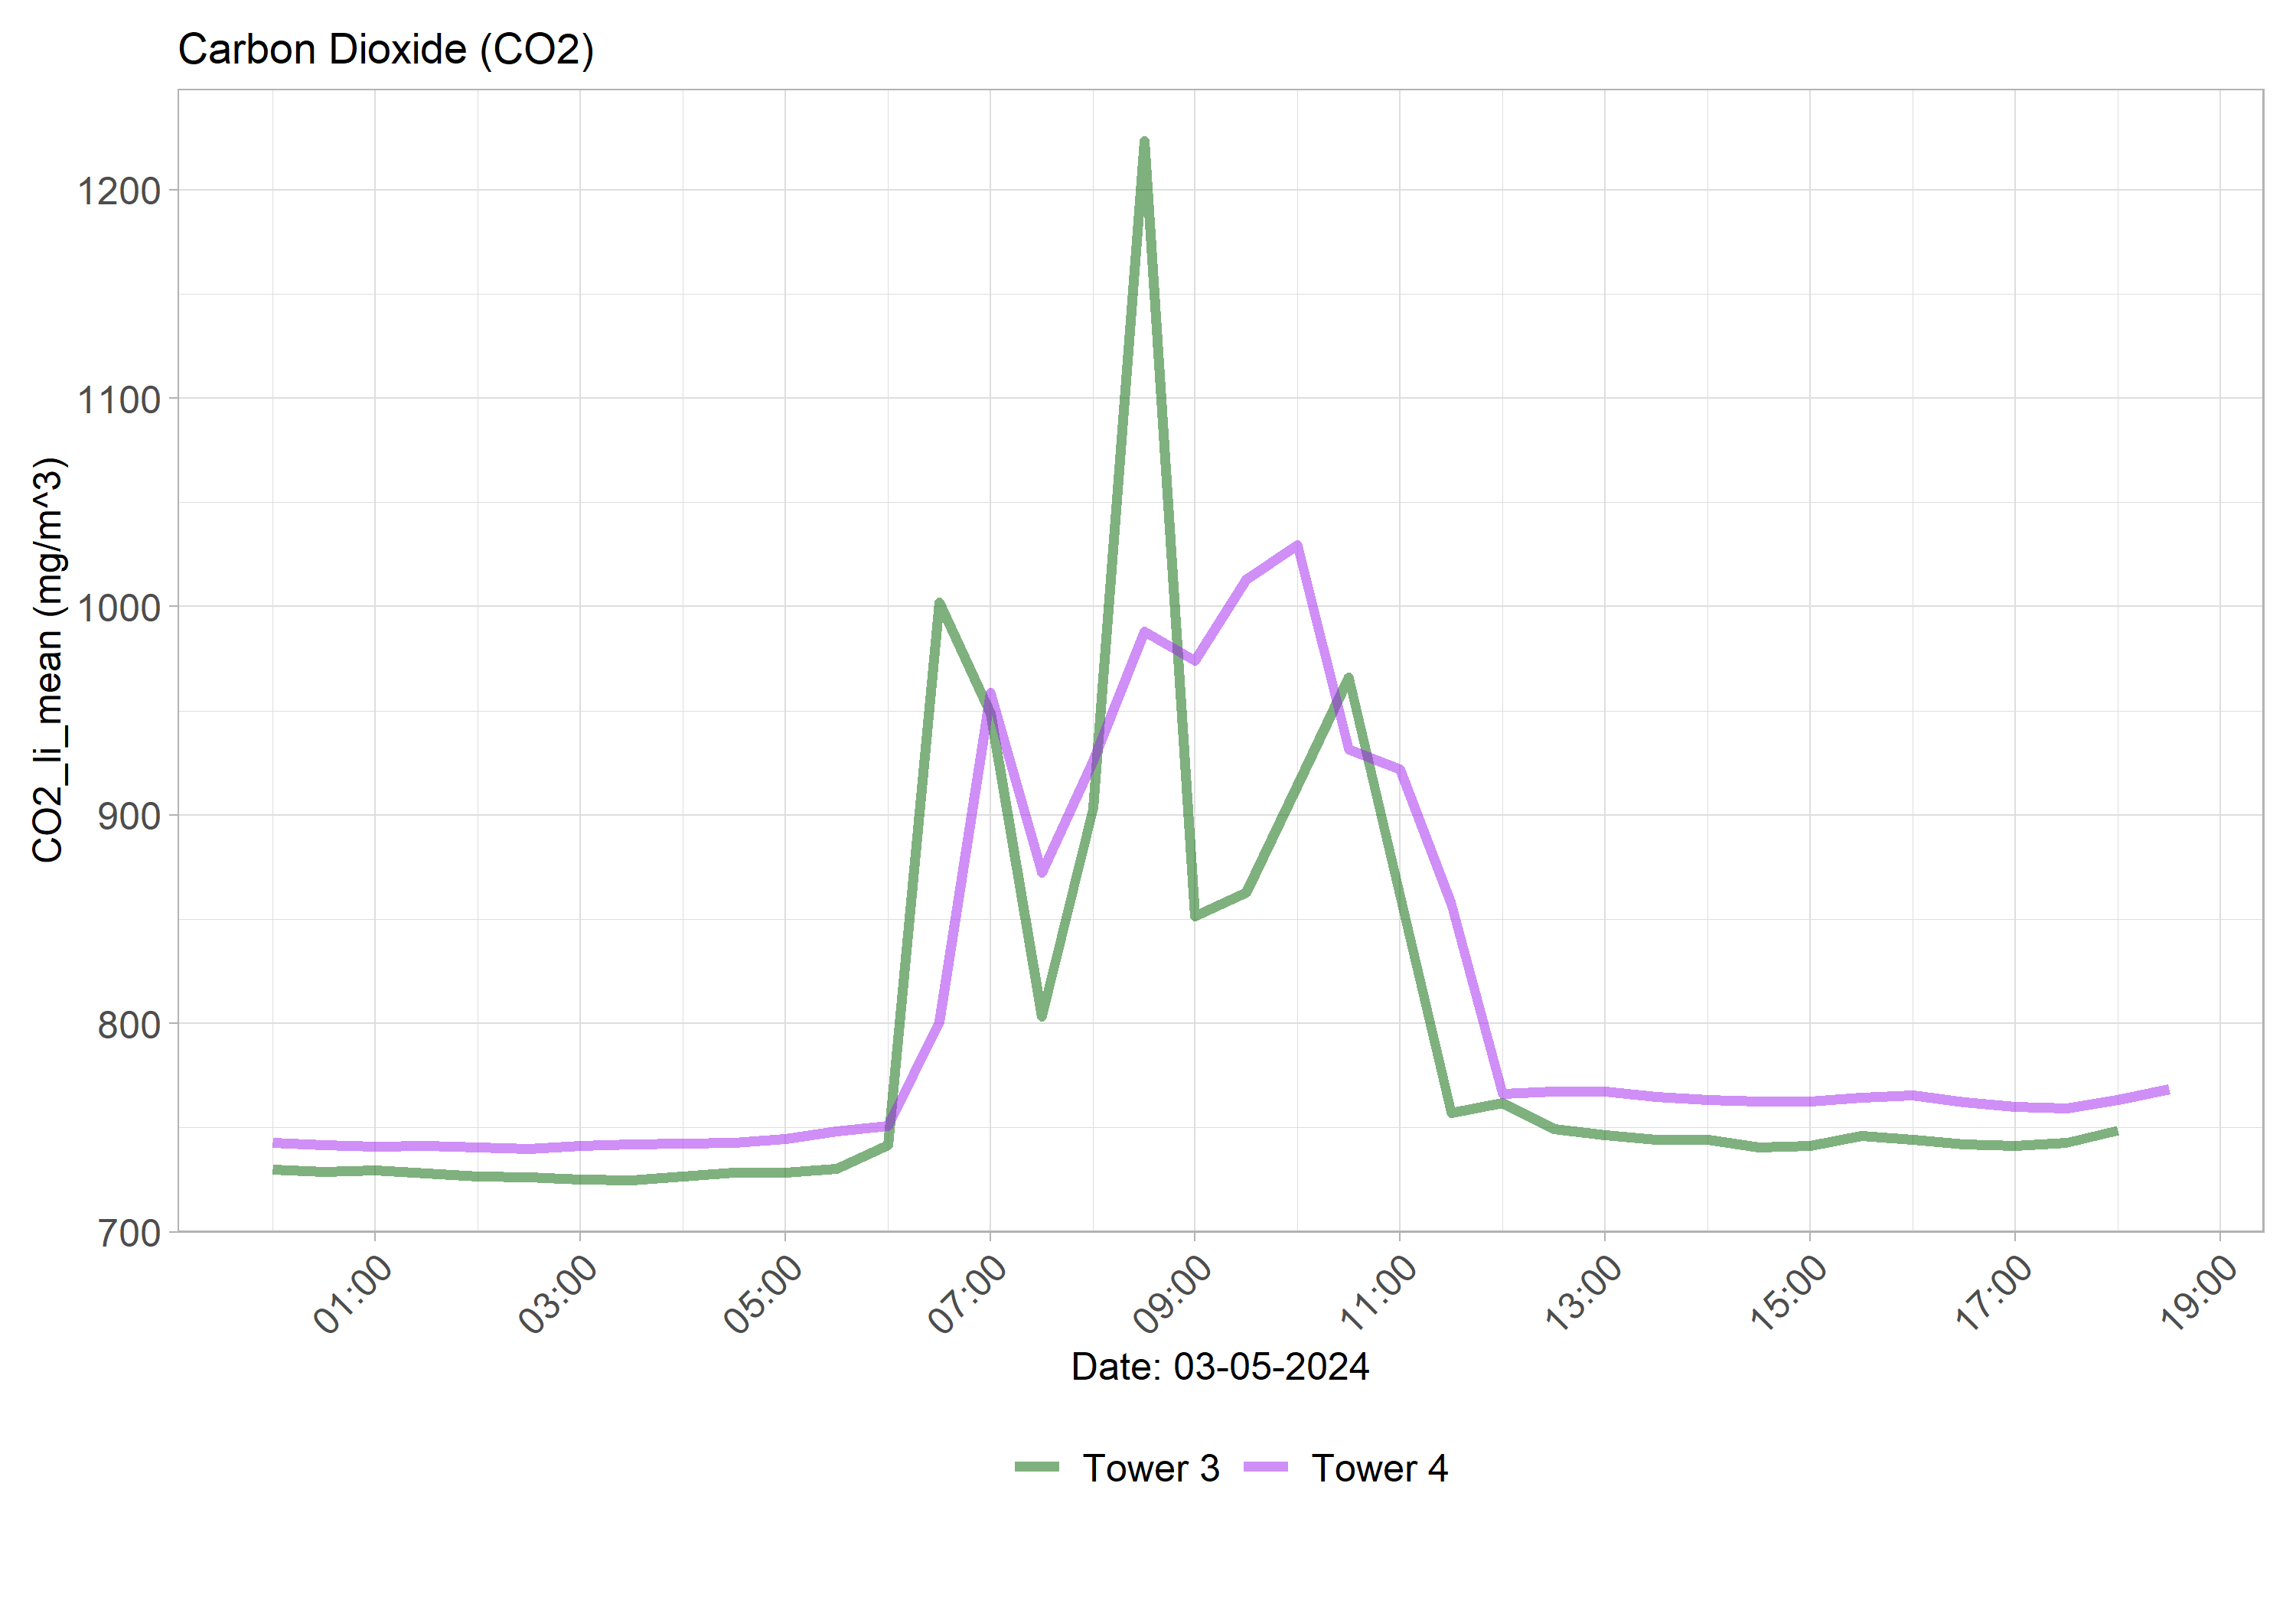 Carbon Dioxide (CO2)
CO2_li_mean (mg/m^3)
1200
1100
1000
900
800
700
01:00 03:00 05:00 07:00 09:00 11:00 13:00 15:00 17:00 19:00
Date: 03-05-2024
Tower 3 Tower 4